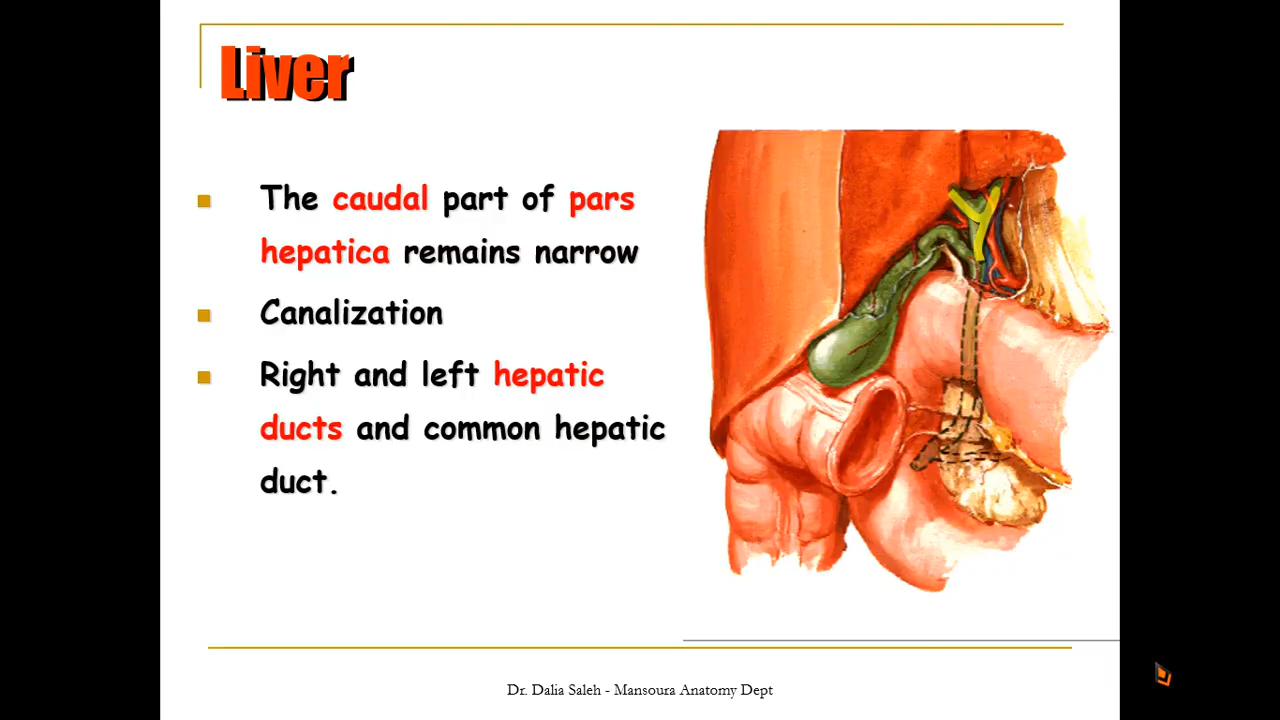 Liver
The caudal part of pars
hepatica remains narrow
Canalization
Right and left hepatic
ducts and common hepatic
duct.
Dr. Dalia Saleh - Mansoura Anatomy Dept